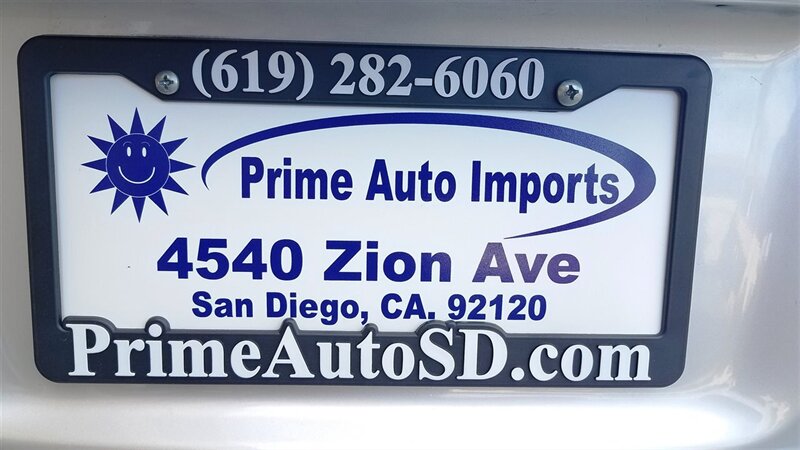 (619) 282-6060
Prime Auto Imports
4540 Zion Ave
San Diego, CA. 92120
PrimeAutoSD.com